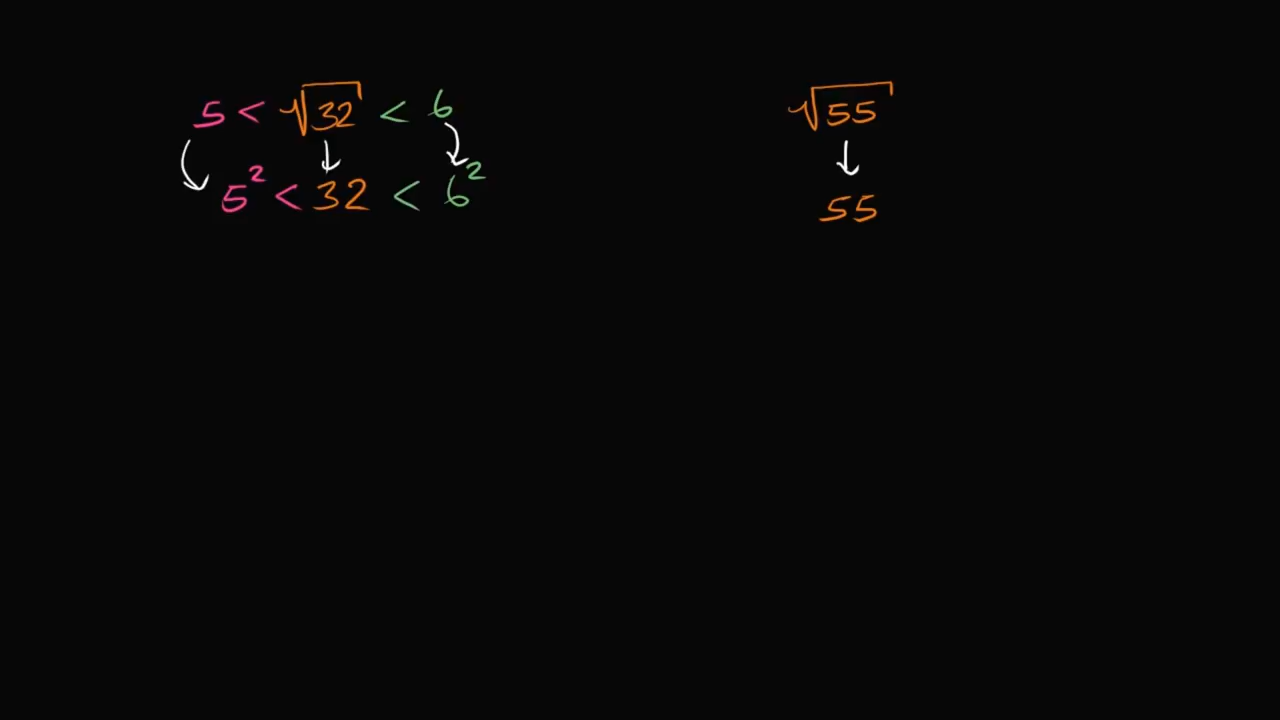 5 < √32 < 6
5² < 32 < 6²
√55
55